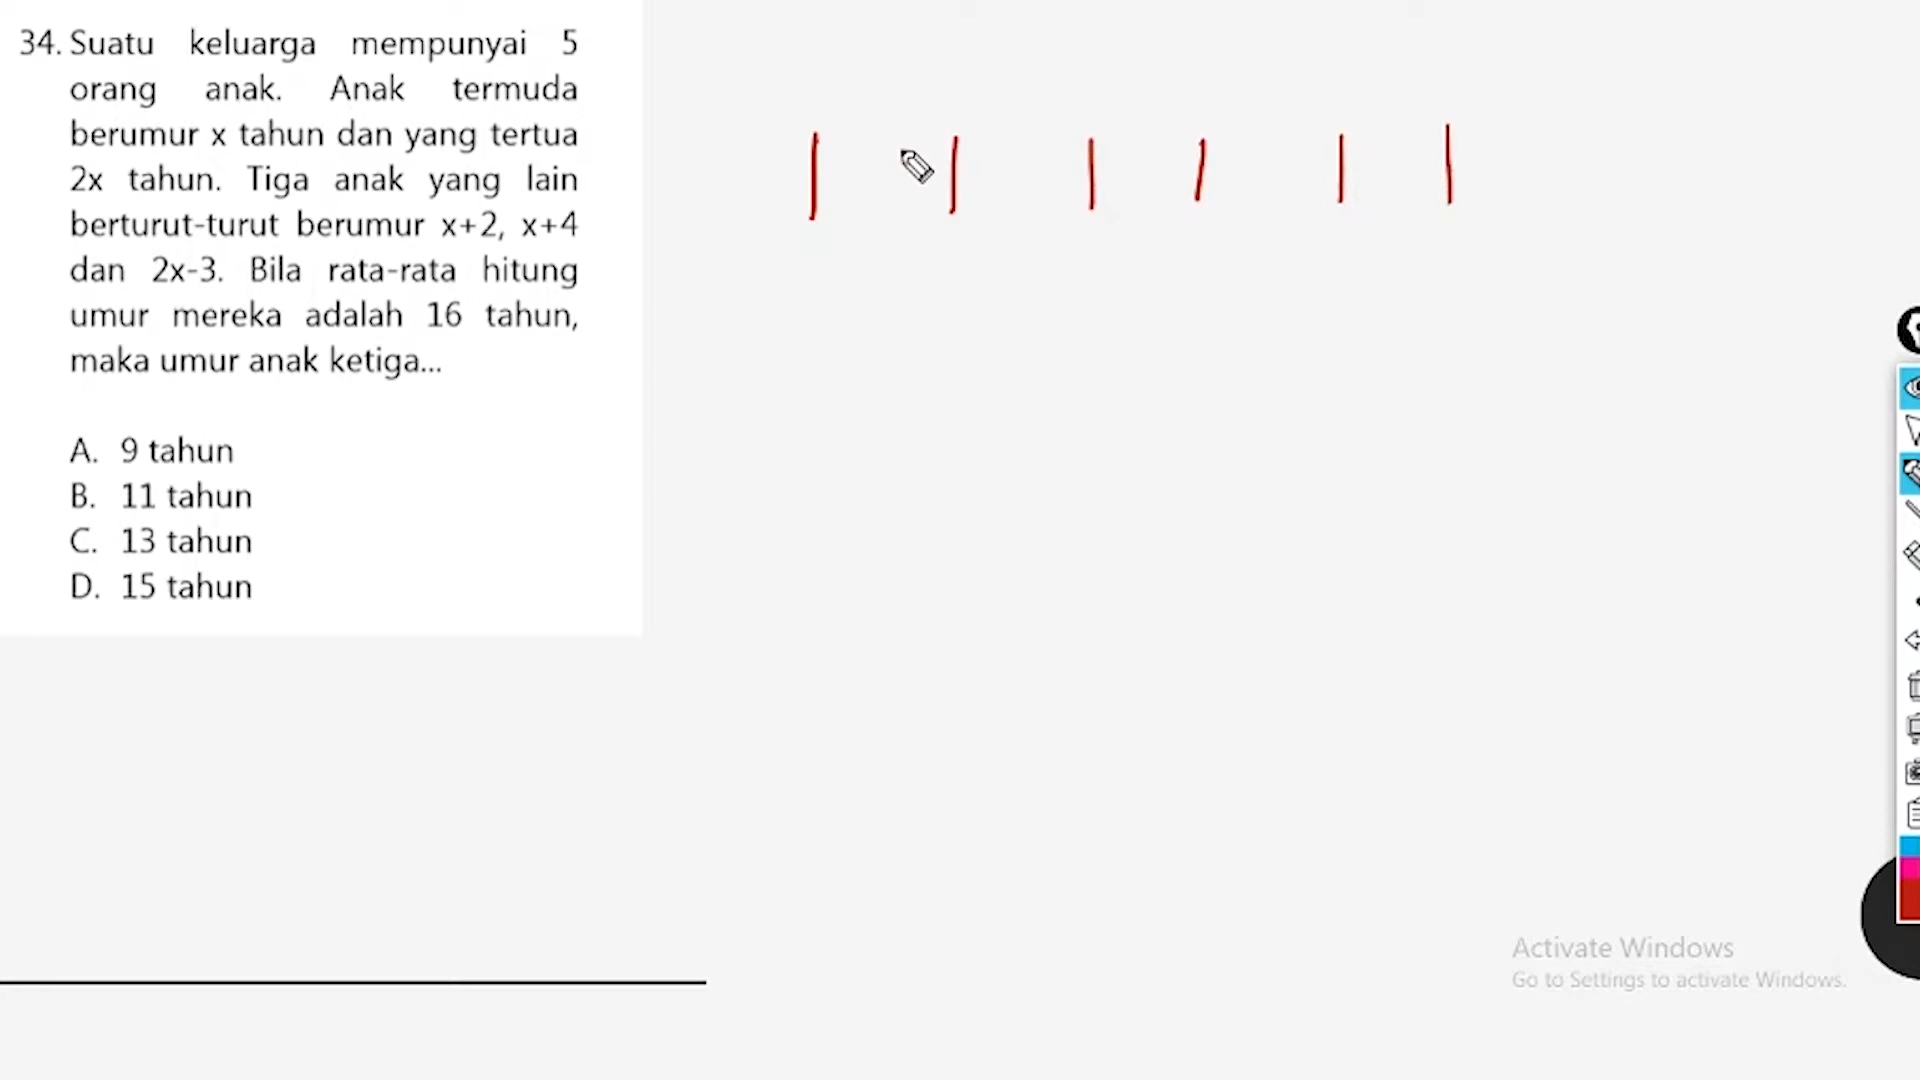 34. Suatu keluarga mempunyai 5
orang anak. Anak termuda
berumur x tahun dan yang tertua
2x tahun. Tiga anak yang lain
berturut-turut berumur x+2, x+4
dan 2x-3. Bila rata-rata hitung
umur mereka adalah 16 tahun,
maka umur anak ketiga...
A. 9 tahun
B. 11 tahun
C. 13 tahun
D. 15 tahun
Activate Windows
Go to Settings to activate Windows.